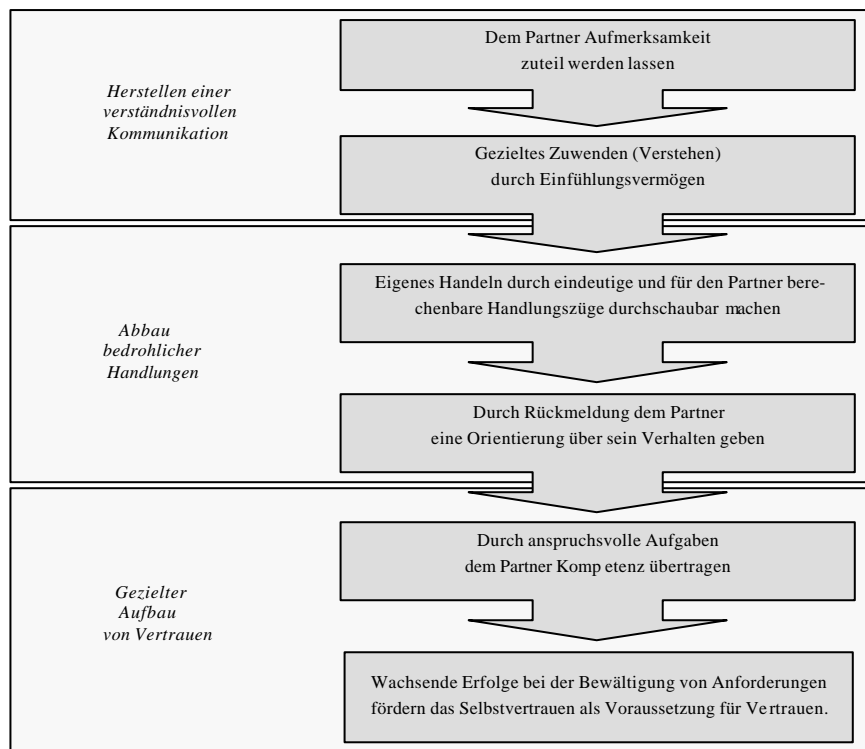 Herstellen einer
verständnisvollen
Kommunikation
Dem Partner Aufmerksamkeit
zuteil werden lassen
Gezieltes Zuwenden (Verstehen)
durch Einfühlungsvermögen
Abbau
bedrohlicher
Handlungen
Eigenes Handeln durch eindeutige und für den Partner bere-
chenbare Handlungszüge durchschaubar machen
Durch Rückmeldung dem Partner
eine Orientierung über sein Verhalten geben
Gezielter
Aufbau
von Vertrauen
Durch anspruchsvolle Aufgaben
dem Partner Komp etenz übertragen
Wachsende Erfolge bei der Bewältigung von Anforderungen
fördern das Selbstvertrauen als Voraussetzung für Vertrauen.